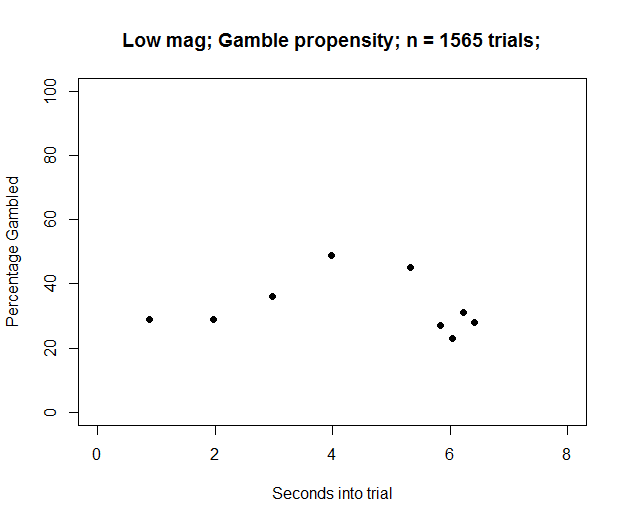 Low mag; Gamble propensity; n = 1565 trials;
Percentage Gambled
100
80
60
40
20
0
0 2 4 6 8
Seconds into trial